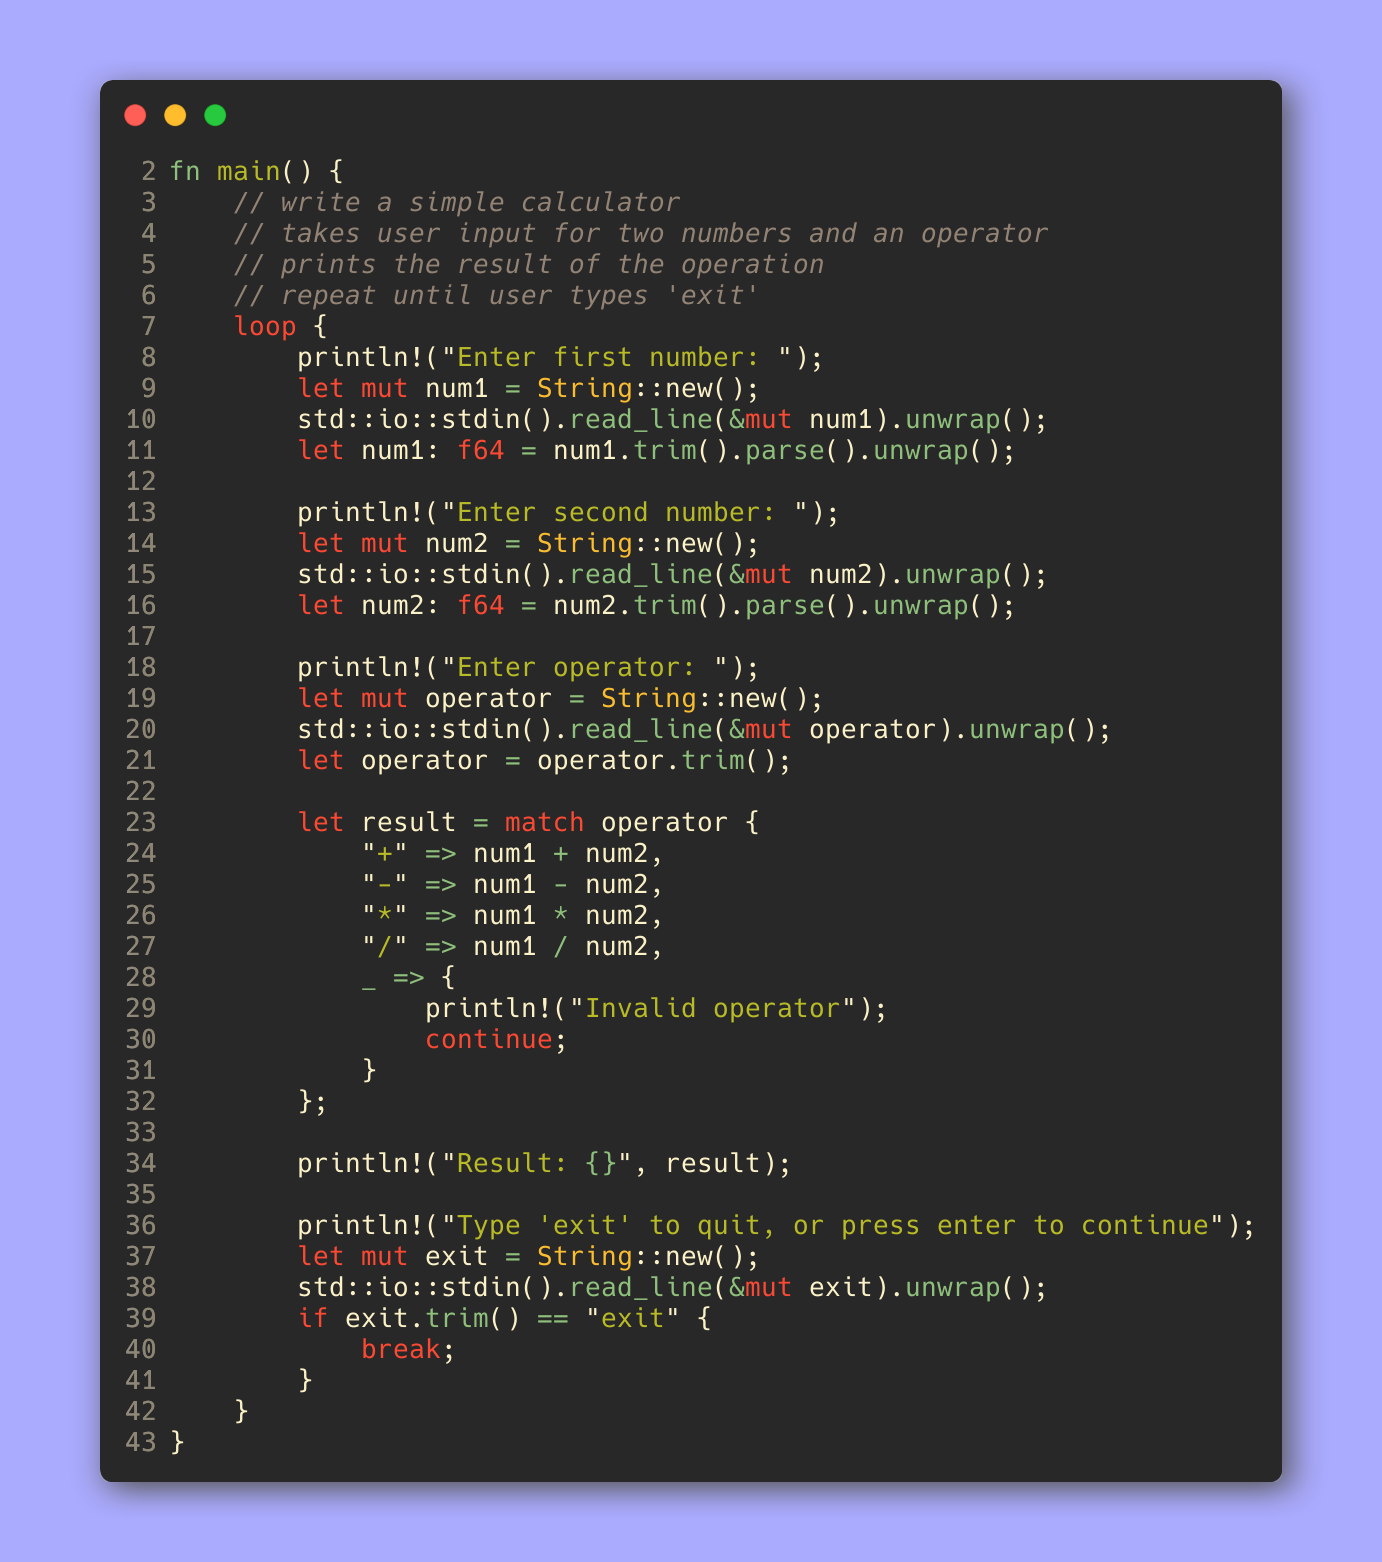 2 fn main() {
3     // write a simple calculator
4     // takes user input for two numbers and an operator
5     // prints the result of the operation
6     // repeat until user types 'exit'
7     loop {
8         println!("Enter first number: ");
9         let mut num1 = String::new();
10         std::io::stdin().read_line(&mut num1).unwrap();
11         let num1: f64 = num1.trim().parse().unwrap();
12
13         println!("Enter second number: ");
14         let mut num2 = String::new();
15         std::io::stdin().read_line(&mut num2).unwrap();
16         let num2: f64 = num2.trim().parse().unwrap();
17
18         println!("Enter operator: ");
19         let mut operator = String::new();
20         std::io::stdin().read_line(&mut operator).unwrap();
21         let operator = operator.trim();
22
23         let result = match operator {
24             "+" => num1 + num2,
25             "-" => num1 - num2,
26             "*" => num1 * num2,
27             "/" => num1 / num2,
28             _ => {
29                 println!("Invalid operator");
30                 continue;
31             }
32         };
33
34         println!("Result: {}", result);
35
36         println!("Type 'exit' to quit, or press enter to continue");
37         let mut exit = String::new();
38         std::io::stdin().read_line(&mut exit).unwrap();
39         if exit.trim() == "exit" {
40             break;
41         }
42     }
43 }